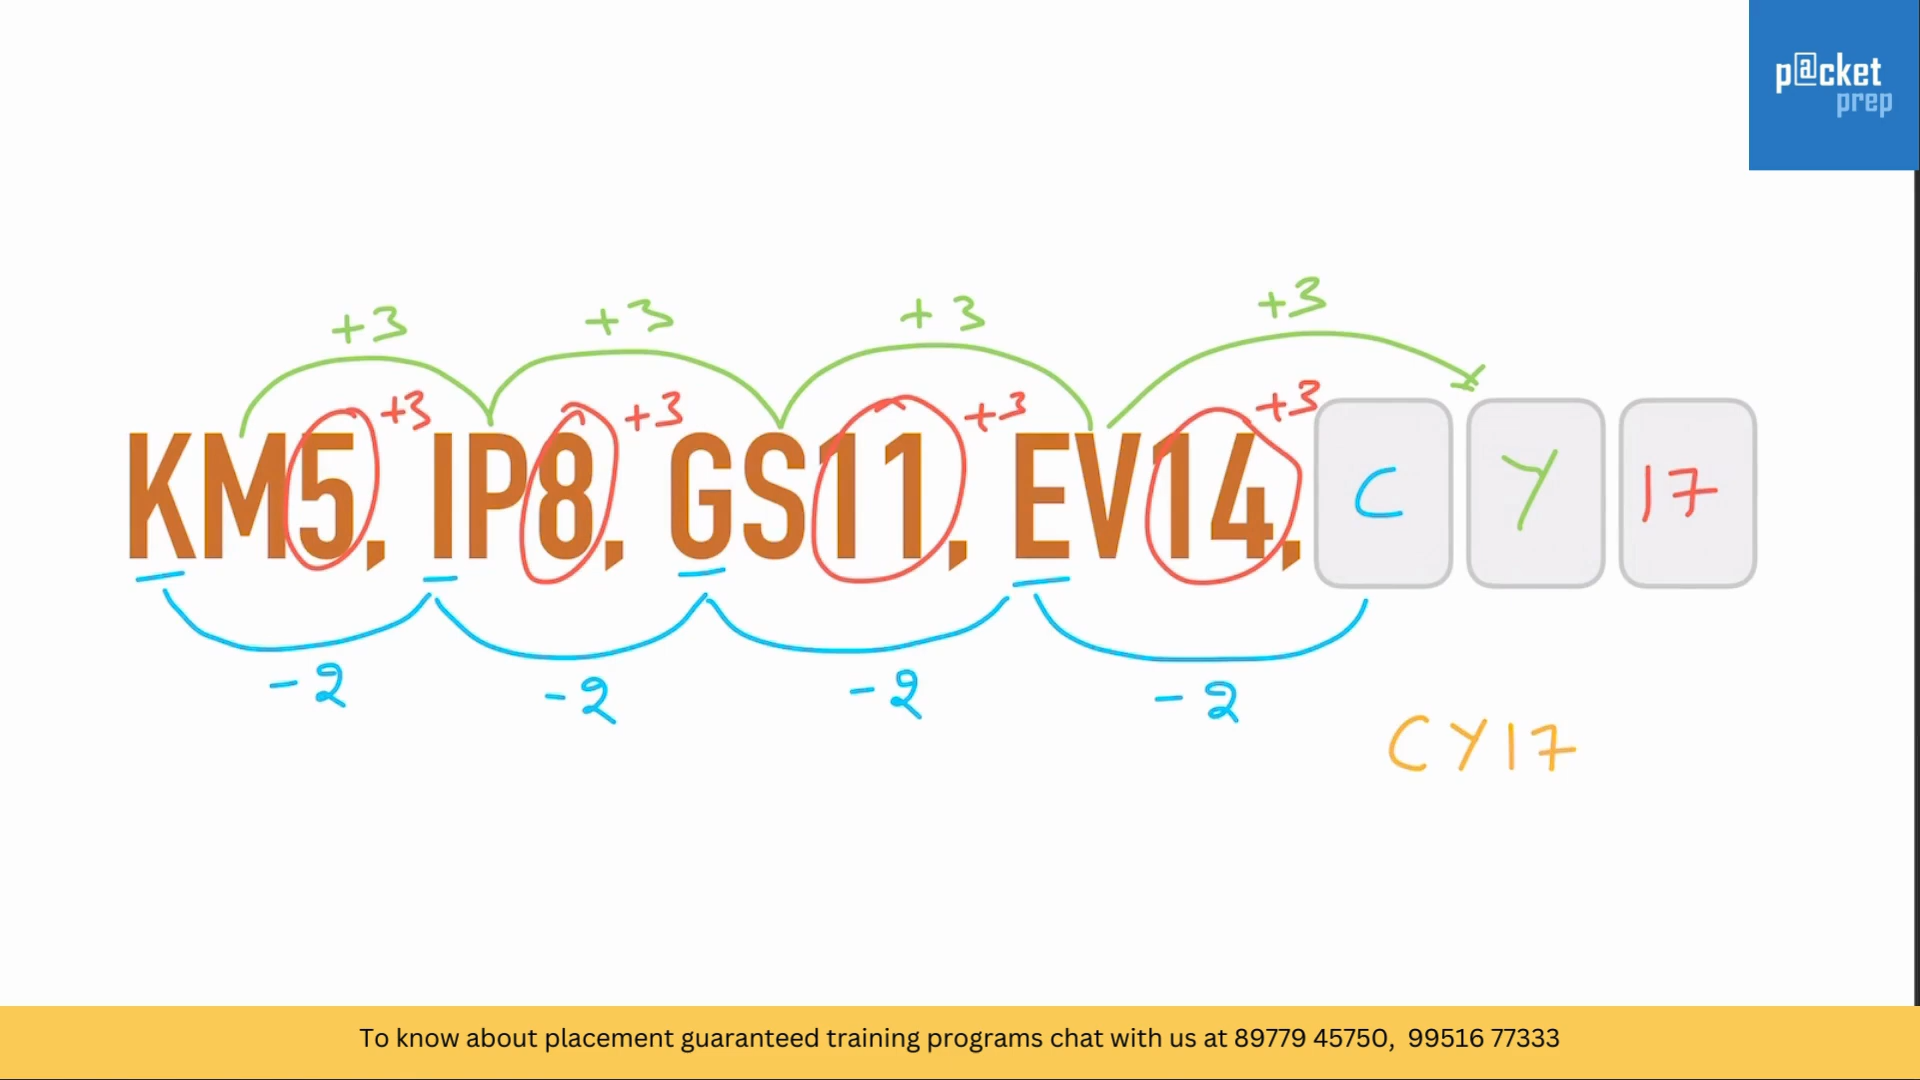 p@cket
prep
+3 +3 +3 +3
+3 +3 +3 +3
KM5, IP8, GS11, EV14, C Y 17
-2 -2 -2 -2
CY17
To know about placement guaranteed training programs chat with us at 89779 45750, 99516 77333